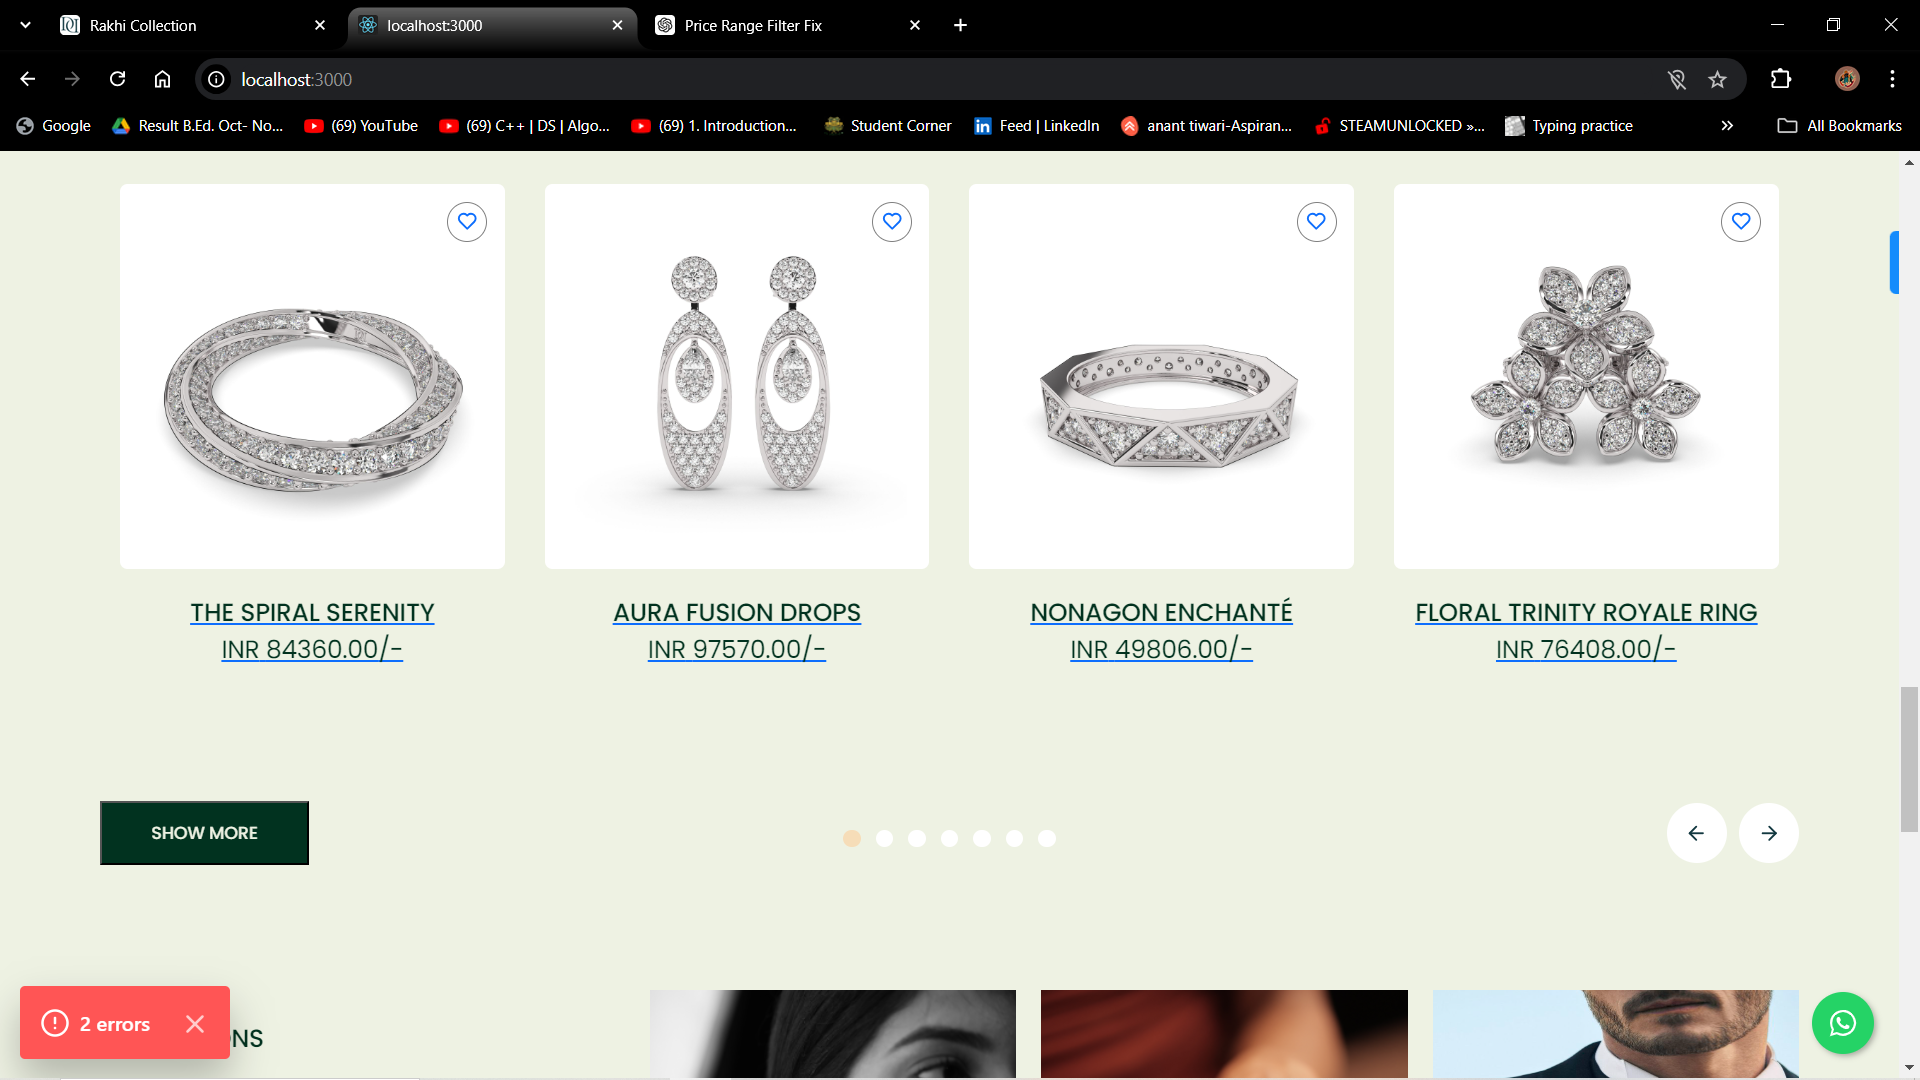 Rakhi Collection
localhost:3000
Price Range Filter Fix
localhost:3000
Google
Result B.Ed. Oct- No...
(69) YouTube
(69) C++ | DS | Algo...
(69) 1. Introduction...
Student Corner
in Feed | LinkedIn
anant tiwari-Aspiran...
STEAMUNLOCKED »...
Typing practice
»
All Bookmarks
THE SPIRAL SERENITY
INR 84360.00/-
AURA FUSION DROPS
INR 97570.00/-
NONAGON ENCHANTÉ
INR 49806.00/-
FLORAL TRINITY ROYALE RING
INR 76408.00/-
SHOW MORE
2 errors
ONS